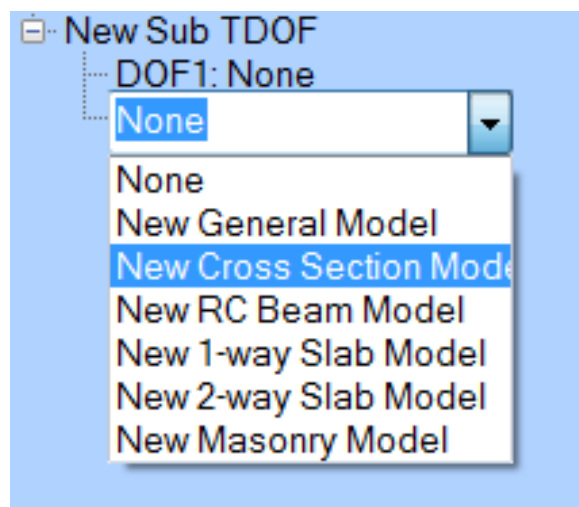 New Sub TDOF
DOF1: None
None
None
New General Model
New Cross Section Mode
New RC Beam Model
New 1-way Slab Model
New 2-way Slab Model
New Masonry Model